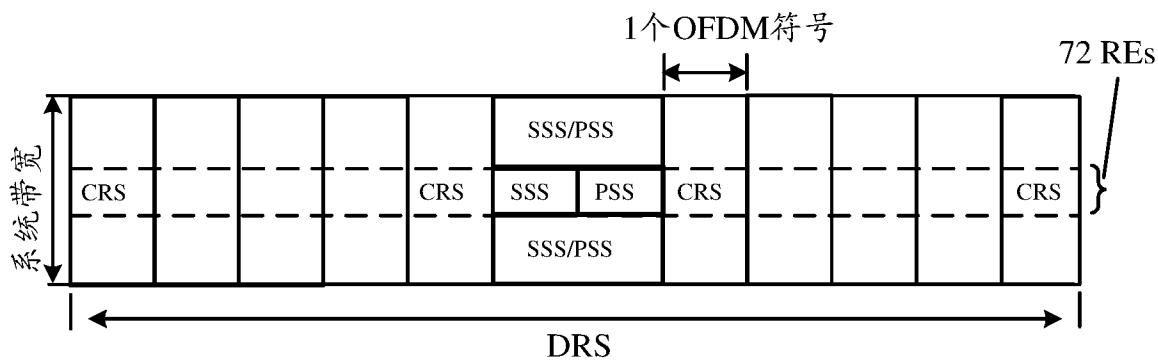 1个OFDM符号
72 REs
系统带宽
SSS/PSS
CRS CRS SSS PSS CRS CRS
SSS/PSS
DRS